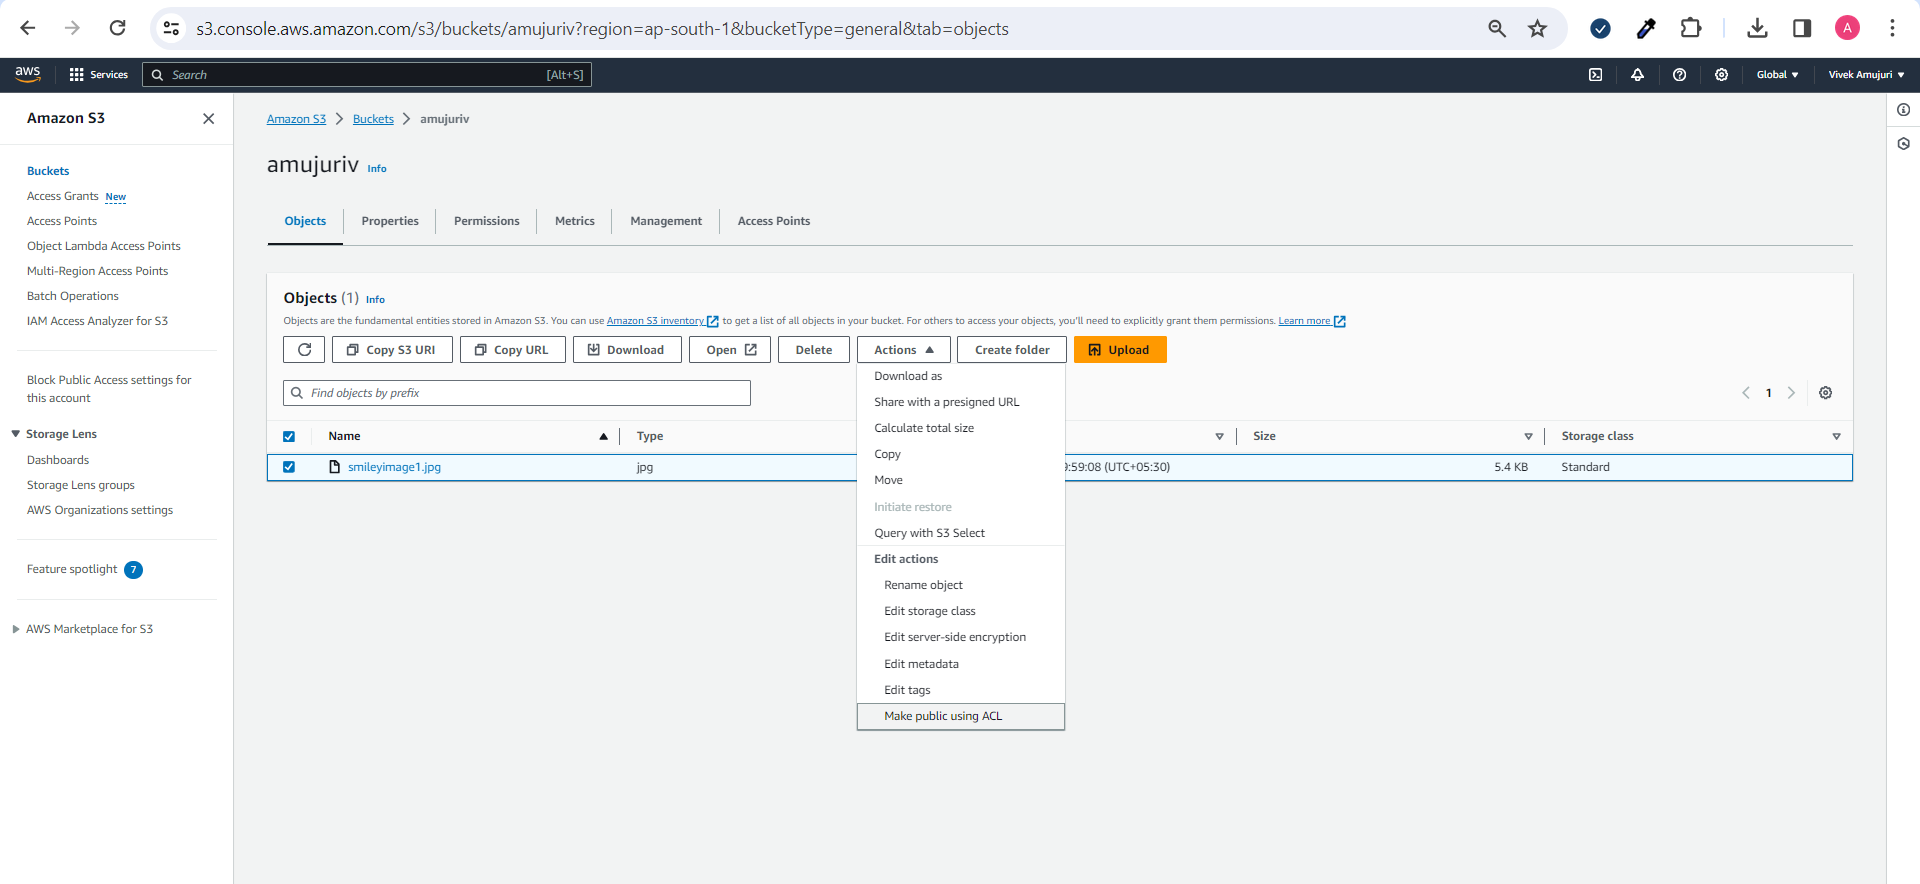 s3.console.aws.amazon.com/s3/buckets/amujuriv?region=ap-south-1&bucketType=general&tab=objects
A
aws
Services
Search
[Alt+S]
Global
Vivek Amujuri
Amazon S3
Buckets
Access Grants New
Access Points
Object Lambda Access Points
Multi-Region Access Points
Batch Operations
IAM Access Analyzer for S3
Block Public Access settings for
this account
Storage Lens
Dashboards
Storage Lens groups
AWS Organizations settings
Feature spotlight 7
AWS Marketplace for S3
Amazon S3 Buckets amujuriv
amujuriv Info
Objects Properties Permissions Metrics Management Access Points
Objects (1) Info
Objects are the fundamental entities stored in Amazon S3. You can use Amazon S3 inventory to get a list of all objects in your bucket. For others to access your objects, you'll need to explicitly grant them permissions. Learn more
Copy S3 URI Copy URL Download Open Delete Actions Create folder Upload
Find objects by prefix
1
Name Type Size Storage class
smileyimage1.jpg jpg 9:59:08 (UTC+05:30) 5.4 KB Standard
Download as
Share with a presigned URL
Calculate total size
Copy
Move
Initiate restore
Query with S3 Select
Edit actions
Rename object
Edit storage class
Edit server-side encryption
Edit metadata
Edit tags
Make public using ACL